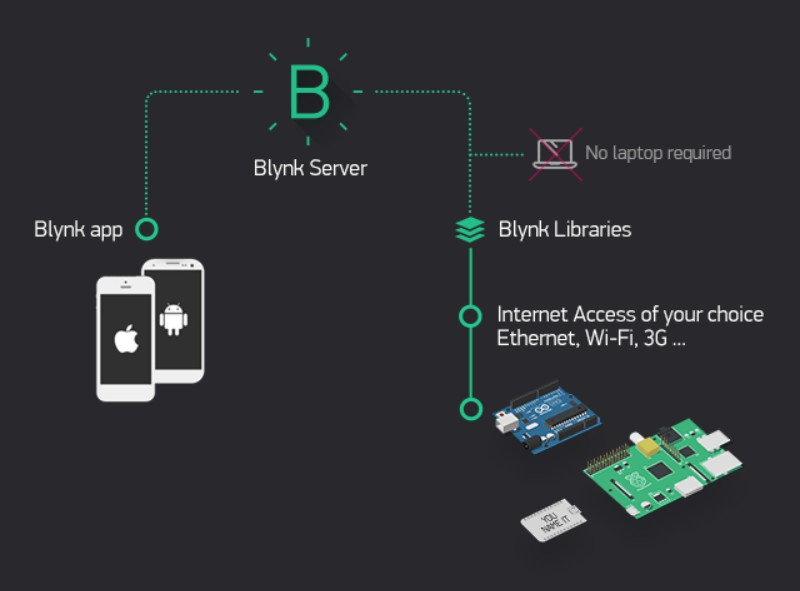 B
Blynk Server
No laptop required
Blynk app
Blynk Libraries
Internet Access of your choice
Ethernet, Wi-Fi, 3G ...
YOU
NAME IT